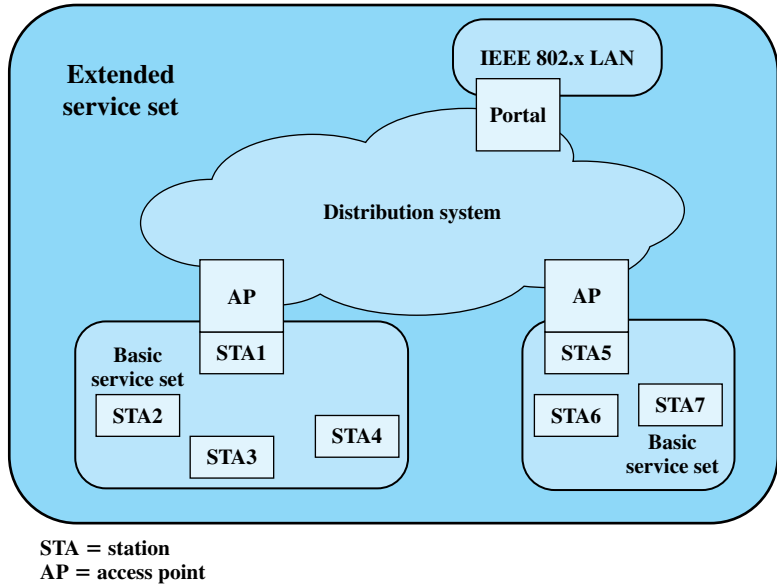 Extended
service set
IEEE 802.x LAN
Portal
Distribution system
AP
AP
STA1
STA5
Basic
service set
STA2
STA3
STA4
STA6
STA7
Basic
service set
STA = station
AP = access point